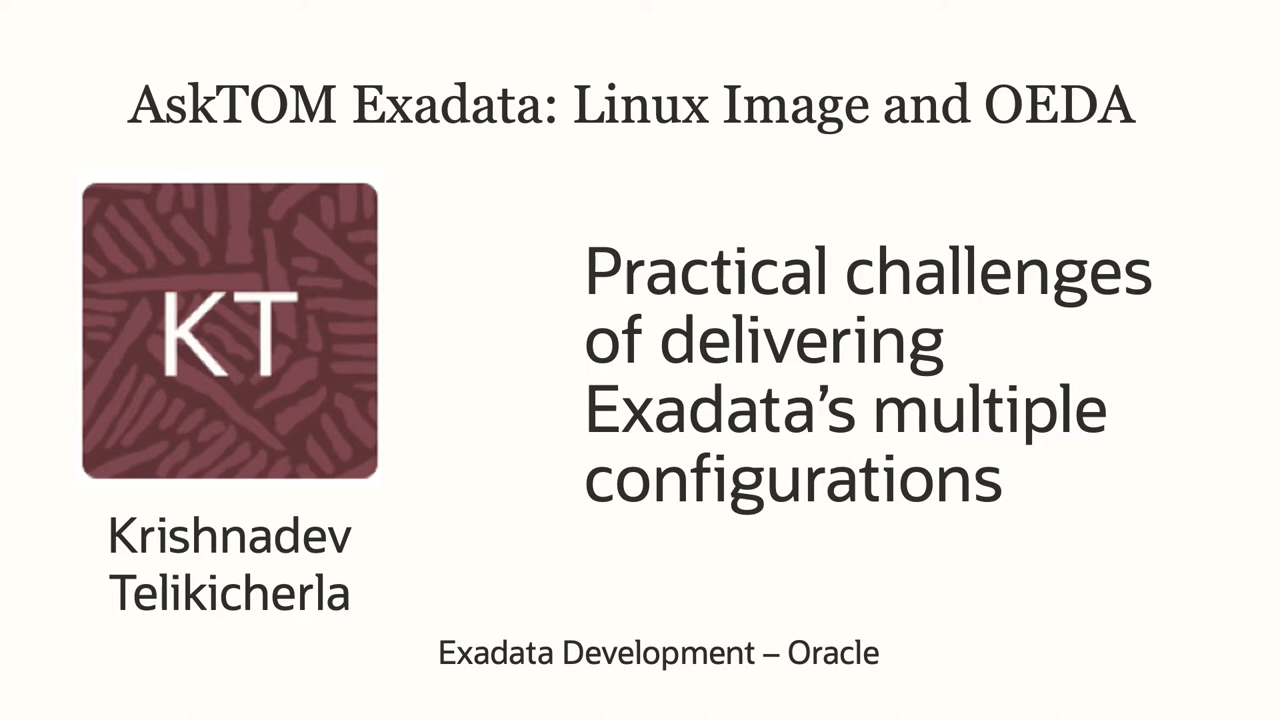 AskTOM Exadata: Linux Image and OEDA
KT
Krishnadev
Telikicherla
Practical challenges
of delivering
Exadata’s multiple
configurations
Exadata Development – Oracle